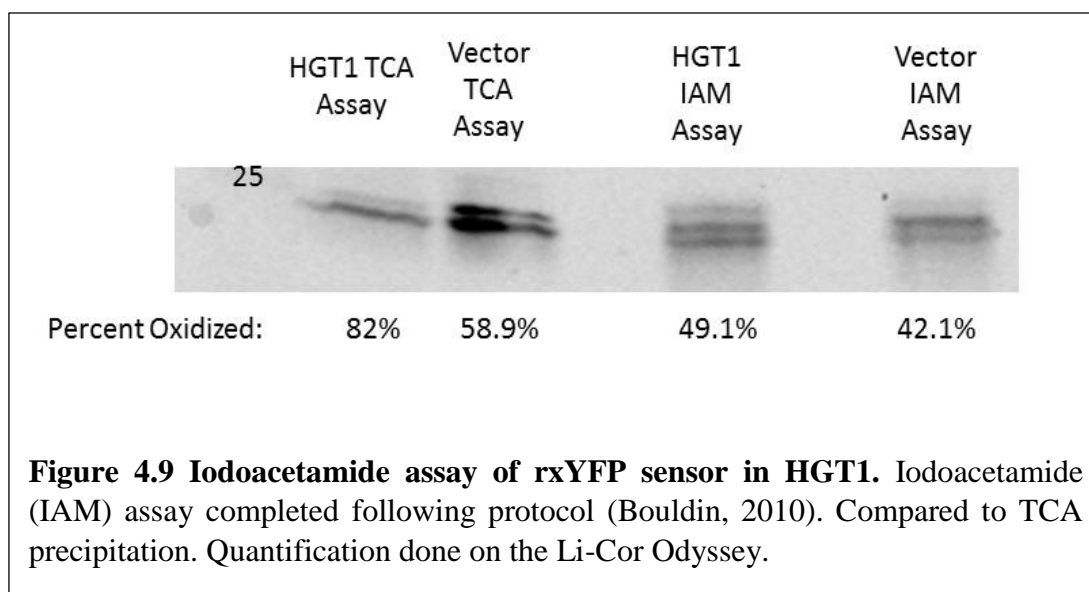 HGT1 TCA Assay
Vector TCA Assay
HGT1 IAM Assay
Vector IAM Assay
25
Percent Oxidized: 82% 58.9% 49.1% 42.1%
Figure 4.9 Iodoacetamide assay of rxYFP sensor in HGT1. Iodoacetamide
(IAM) assay completed following protocol (Bouldin, 2010). Compared to TCA
precipitation. Quantification done on the Li-Cor Odyssey.